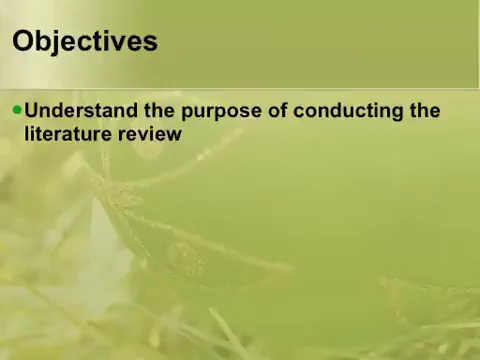 Objectives
Understand the purpose of conducting the
literature review